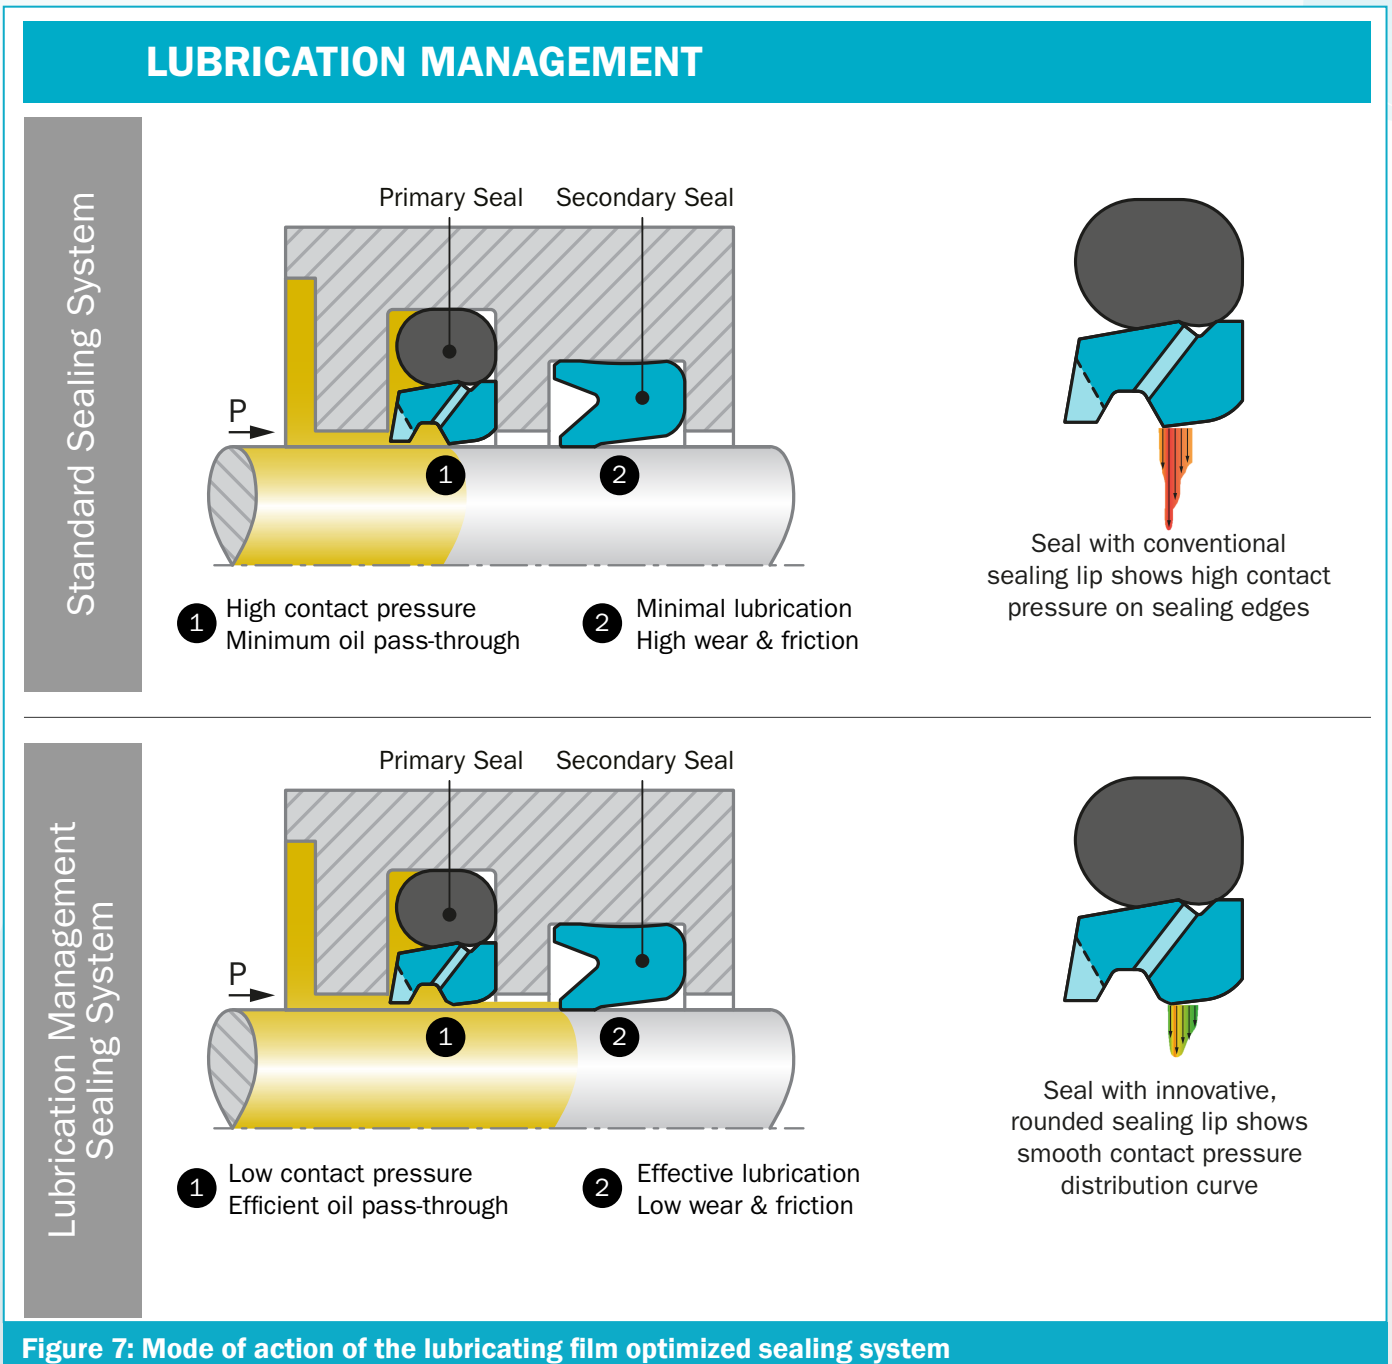 LUBRICATION MANAGEMENT
Standard Sealing System
Primary Seal
Secondary Seal
P
1
2
1
High contact pressure
Minimum oil pass-through
2
Minimal lubrication
High wear & friction
Seal with conventional
sealing lip shows high contact
pressure on sealing edges
Lubrication Management
Sealing System
Primary Seal
Secondary Seal
P
1
2
1
Low contact pressure
Efficient oil pass-through
2
Effective lubrication
Low wear & friction
Seal with innovative,
rounded sealing lip shows
smooth contact pressure
distribution curve
Figure 7: Mode of action of the lubricating film optimized sealing system